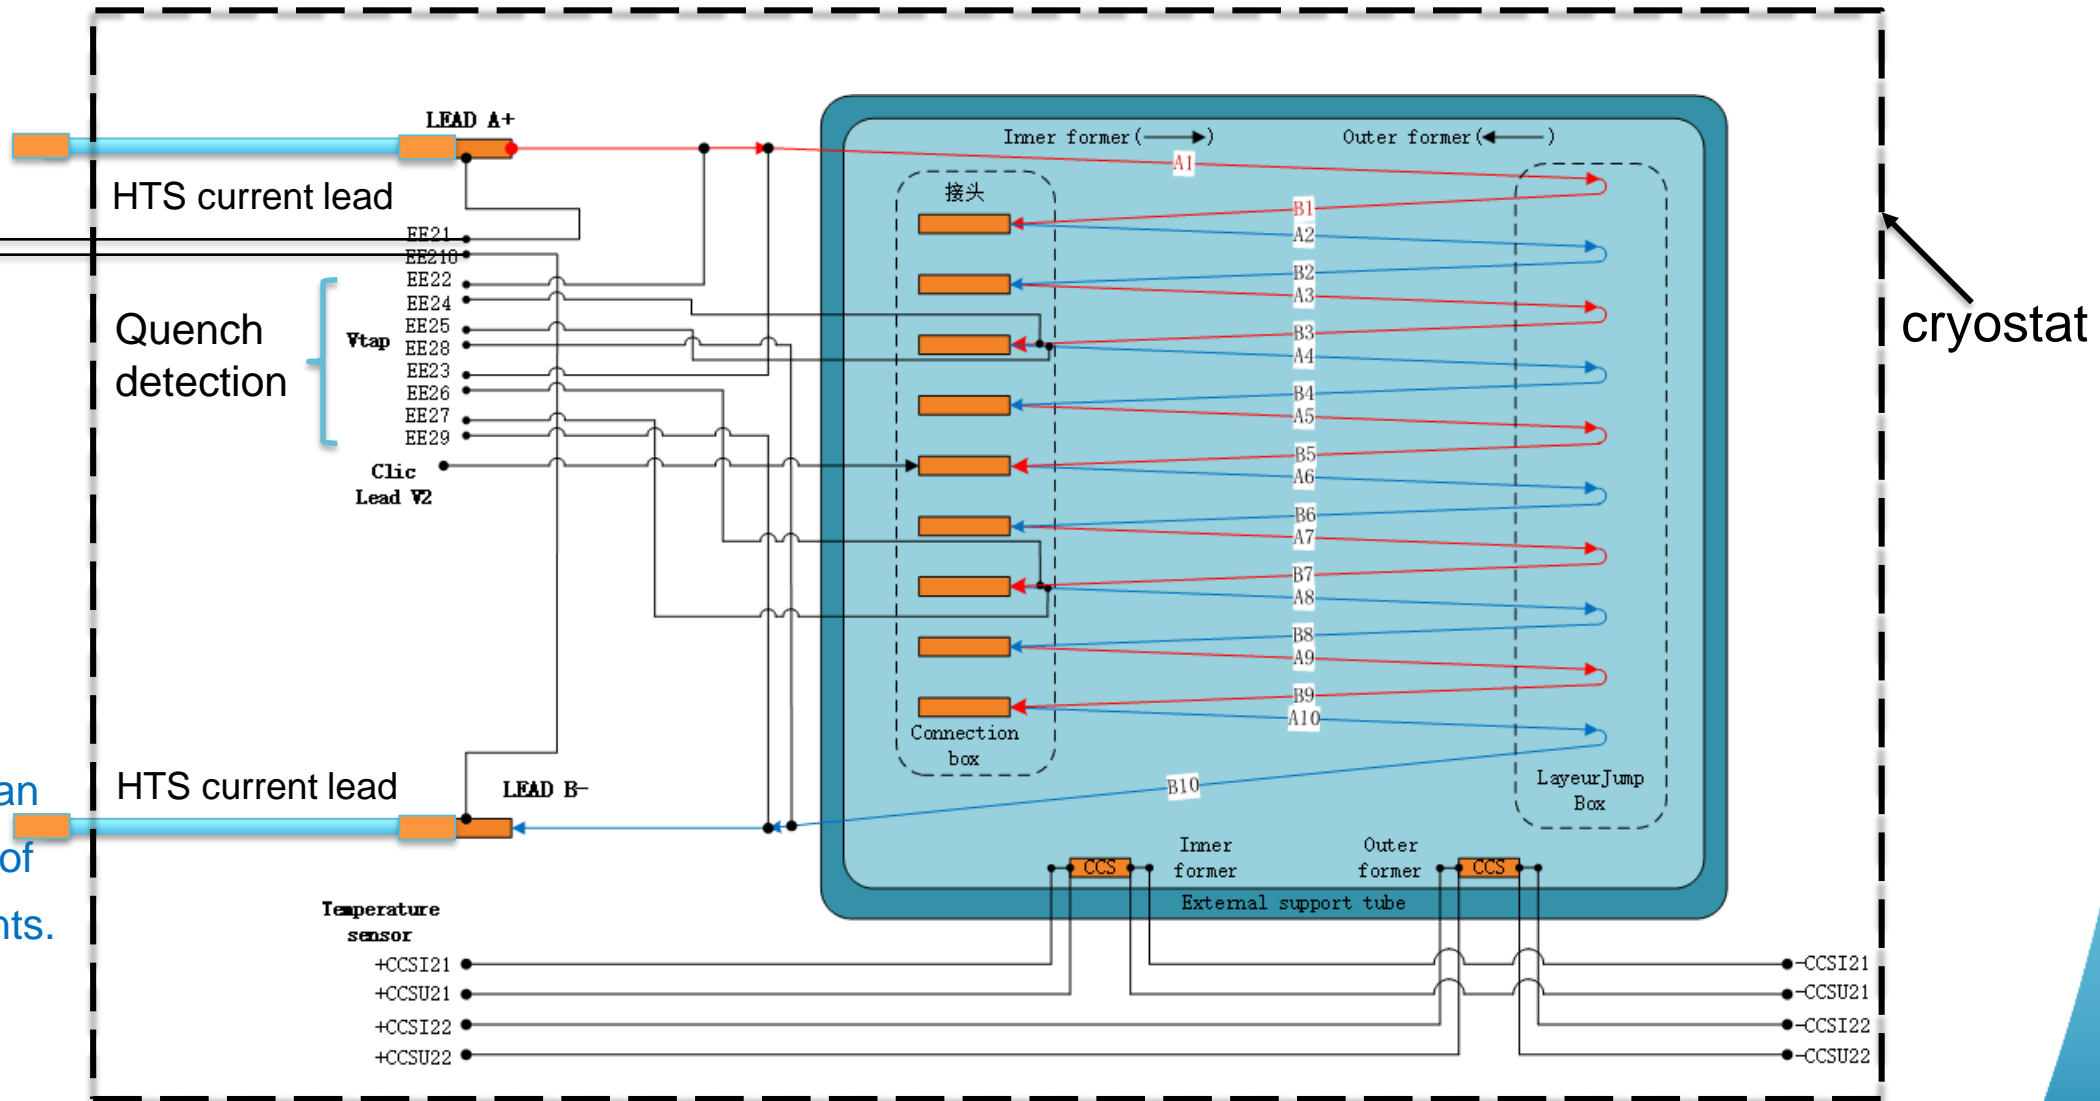 LEAD A+
HTS current lead
EE21
EE210
EE22
EE24
EE25
EE28
EE23
EE26
EE27
EE29
Quench
detection
Vtap
Clic
Lead V2
HTS current lead
LEAD B-
an
of
nts.
Temperature
sensor
+CCSI21
+CCSU21
+CCSI22
+CCSU22
Inner former( )
Outer former( )
接头
A1
B1
A2
B2
A3
B3
A4
B4
A5
B5
A6
B6
A7
B7
A8
B8
A9
B9
A10
B10
Connection
box
LayeurJump
Box
CCS
Inner
former
Outer
former
CCS
External support tube
-CCSI21
-CCSU21
-CCSI22
-CCSU22
cryostat